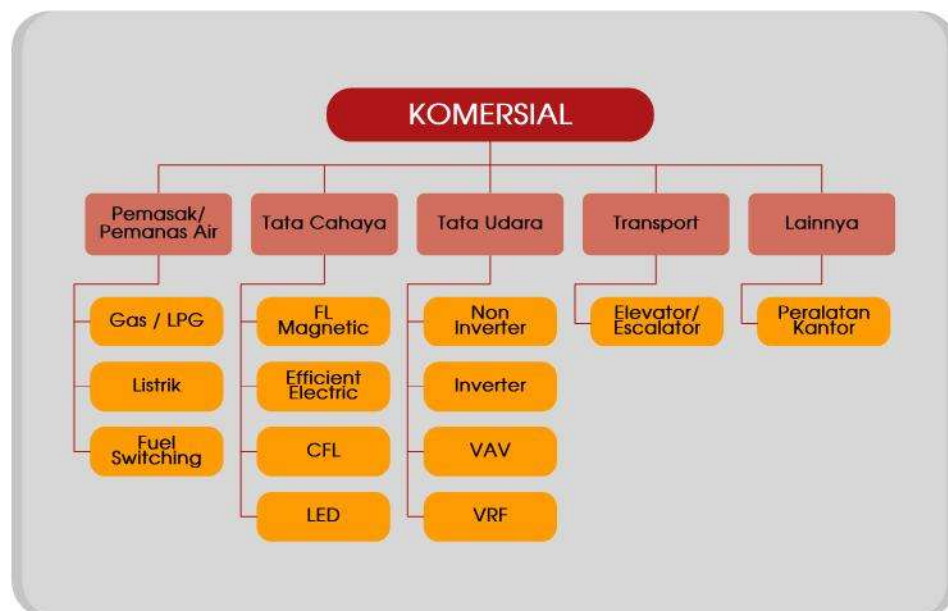 KOMERSIAL
Pemasak/
Pemanas Air
Tata Cahaya
Tata Udara
Transport
Lainnya
Gas / LPG
Listrik
Fuel
Switching
FL
Magnetic
Efficient
Electric
CFL
LED
Non
Inverter
Inverter
VAV
VRF
Elevator/
Escalator
Peralatan
Kantor